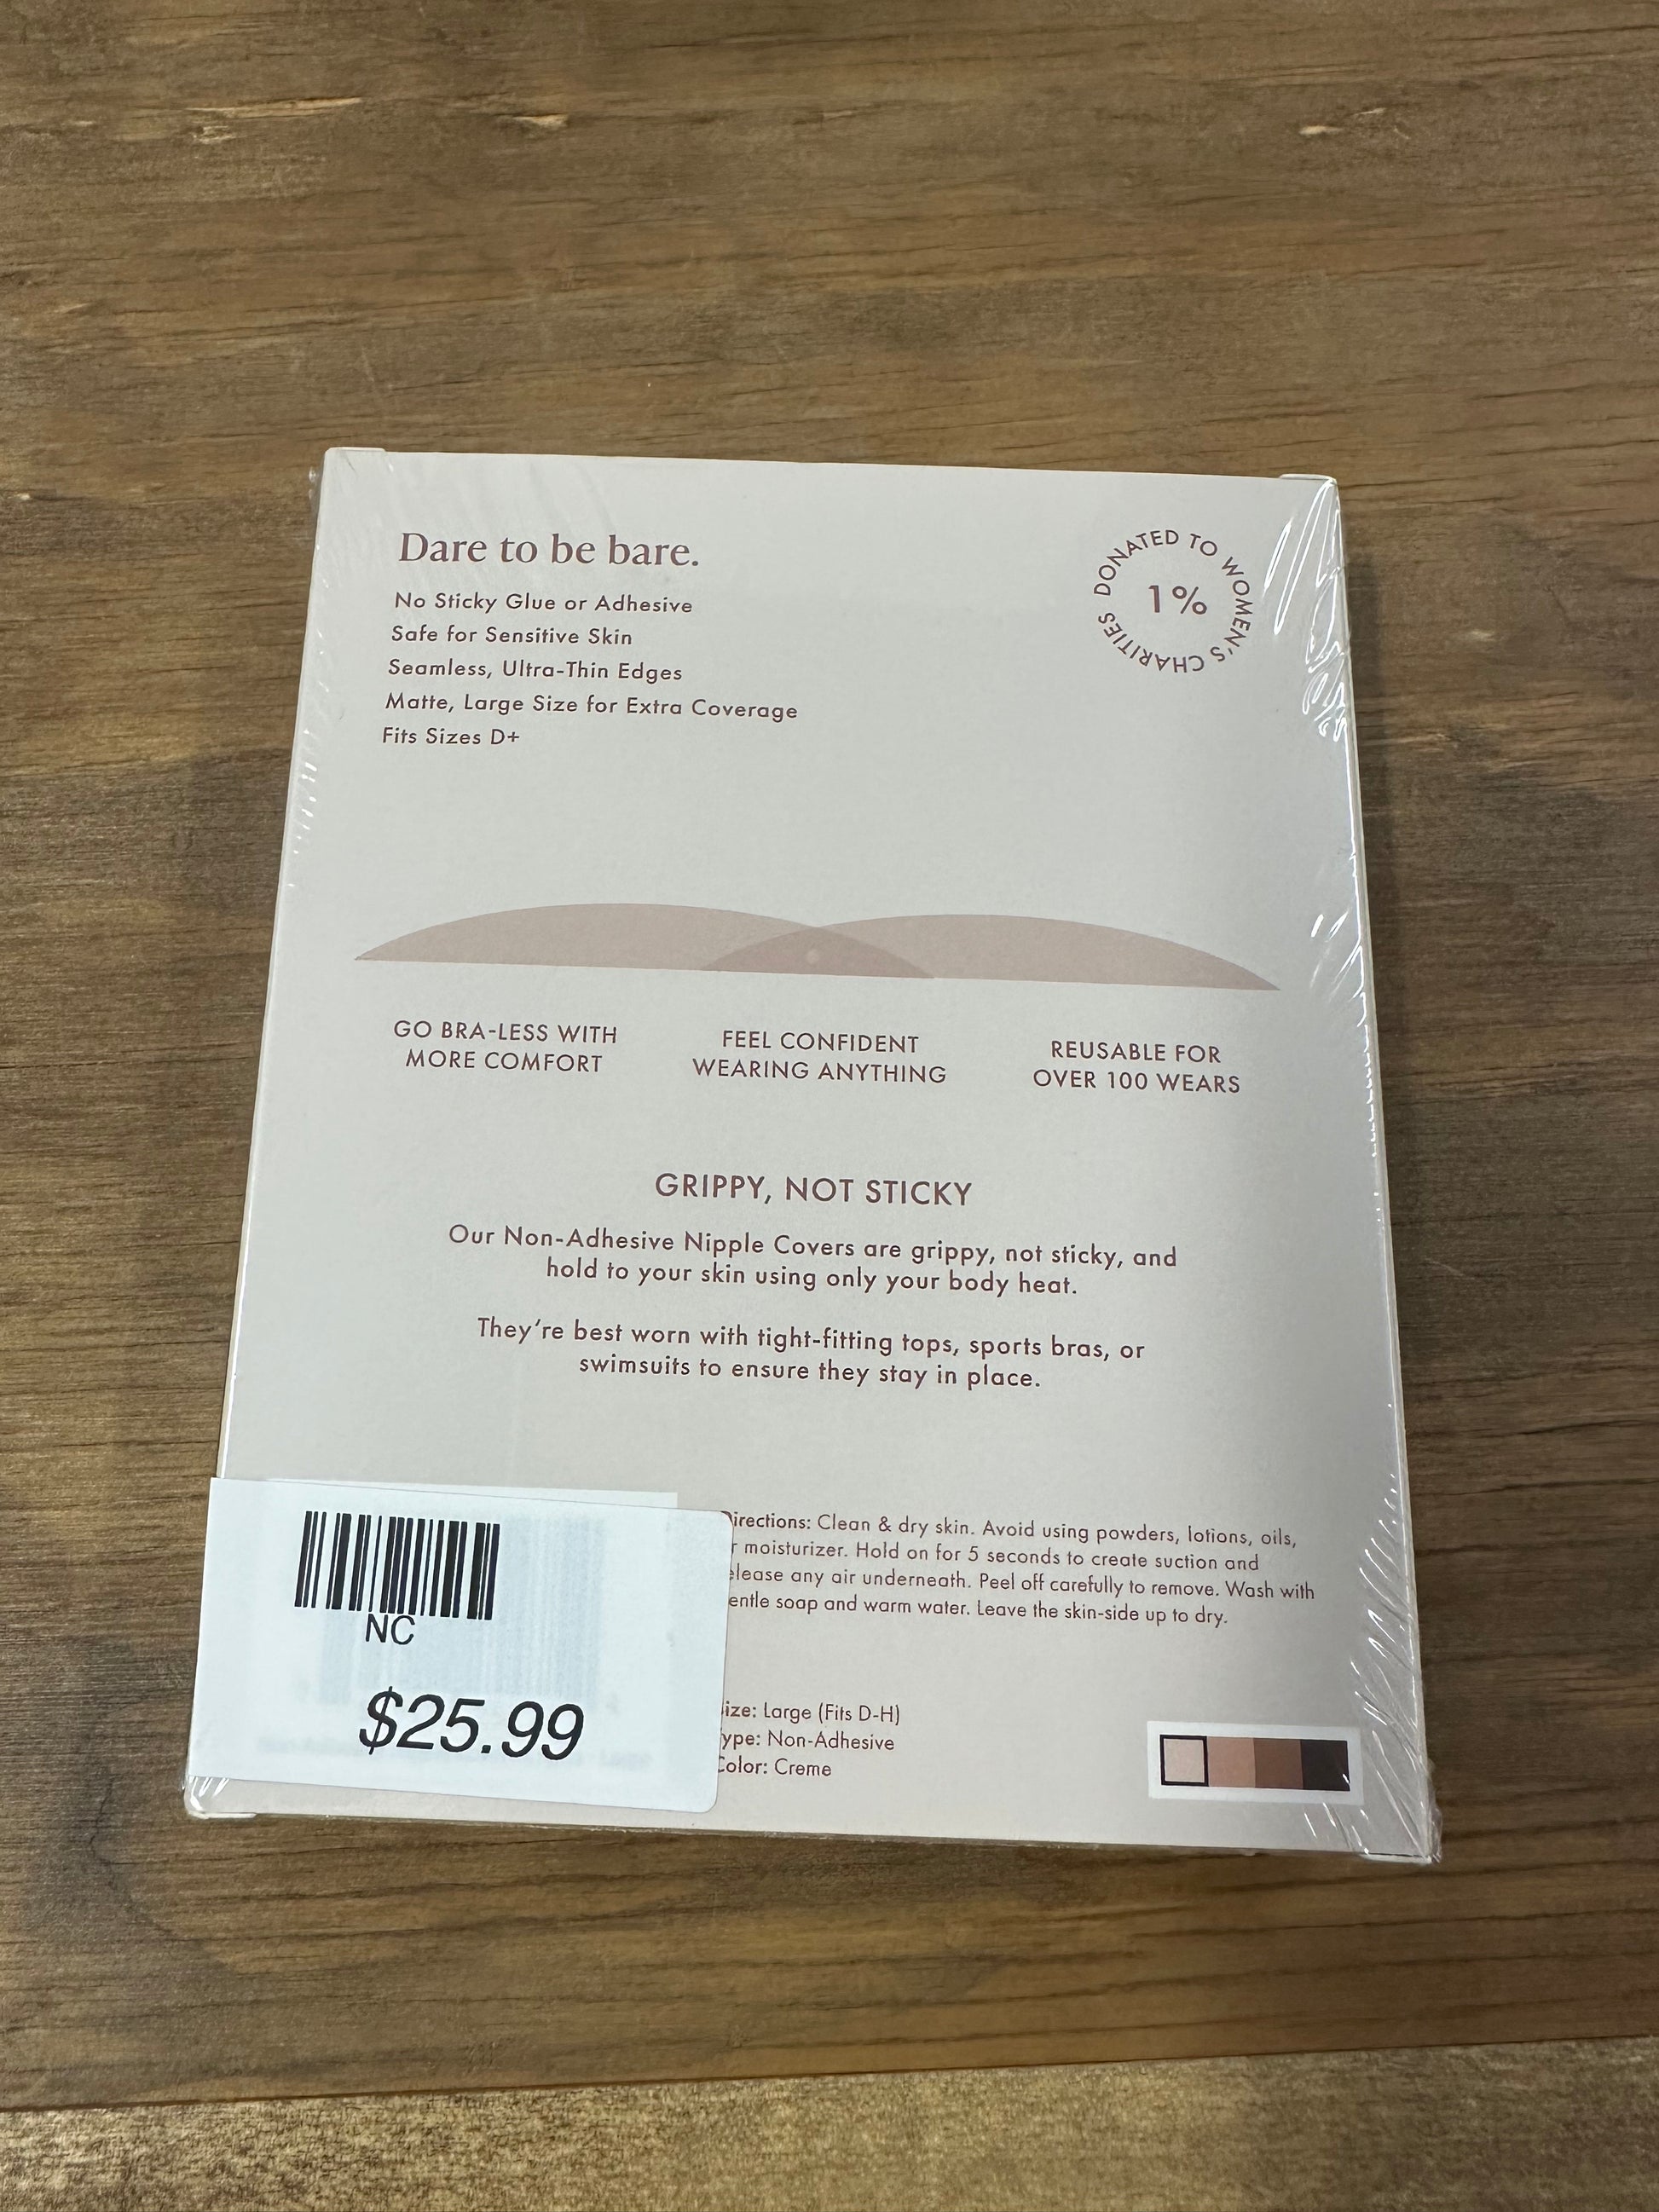 Dare to be bare.
No Sticky Glue or Adhesive
Safe for Sensitive Skin
Seamless, Ultra-Thin Edges
Matte, Large Size for Extra Coverage
Fits Sizes D+
DONATED TO WOMEN'S CHARITIES
1%
GO BRA-LESS WITH
MORE COMFORT
FEEL CONFIDENT
WEARING ANYTHING
REUSABLE FOR
OVER 100 WEARS
GRIPPY, NOT STICKY
Our Non-Adhesive Nipple Covers are grippy, not sticky, and
hold to your skin using only your body heat.
They're best worn with tight-fitting tops, sports bras, or
swimsuits to ensure they stay in place.
irections: Clean & dry skin. Avoid using powders, lotions, oils,
r moisturizer. Hold on for 5 seconds to create suction and
elease any air underneath. Peel off carefully to remove. Wash with
entle soap and warm water. Leave the skin-side up to dry.
ize: Large (Fits D-H)
ype: Non-Adhesive
Color: Creme
NC
$25.99